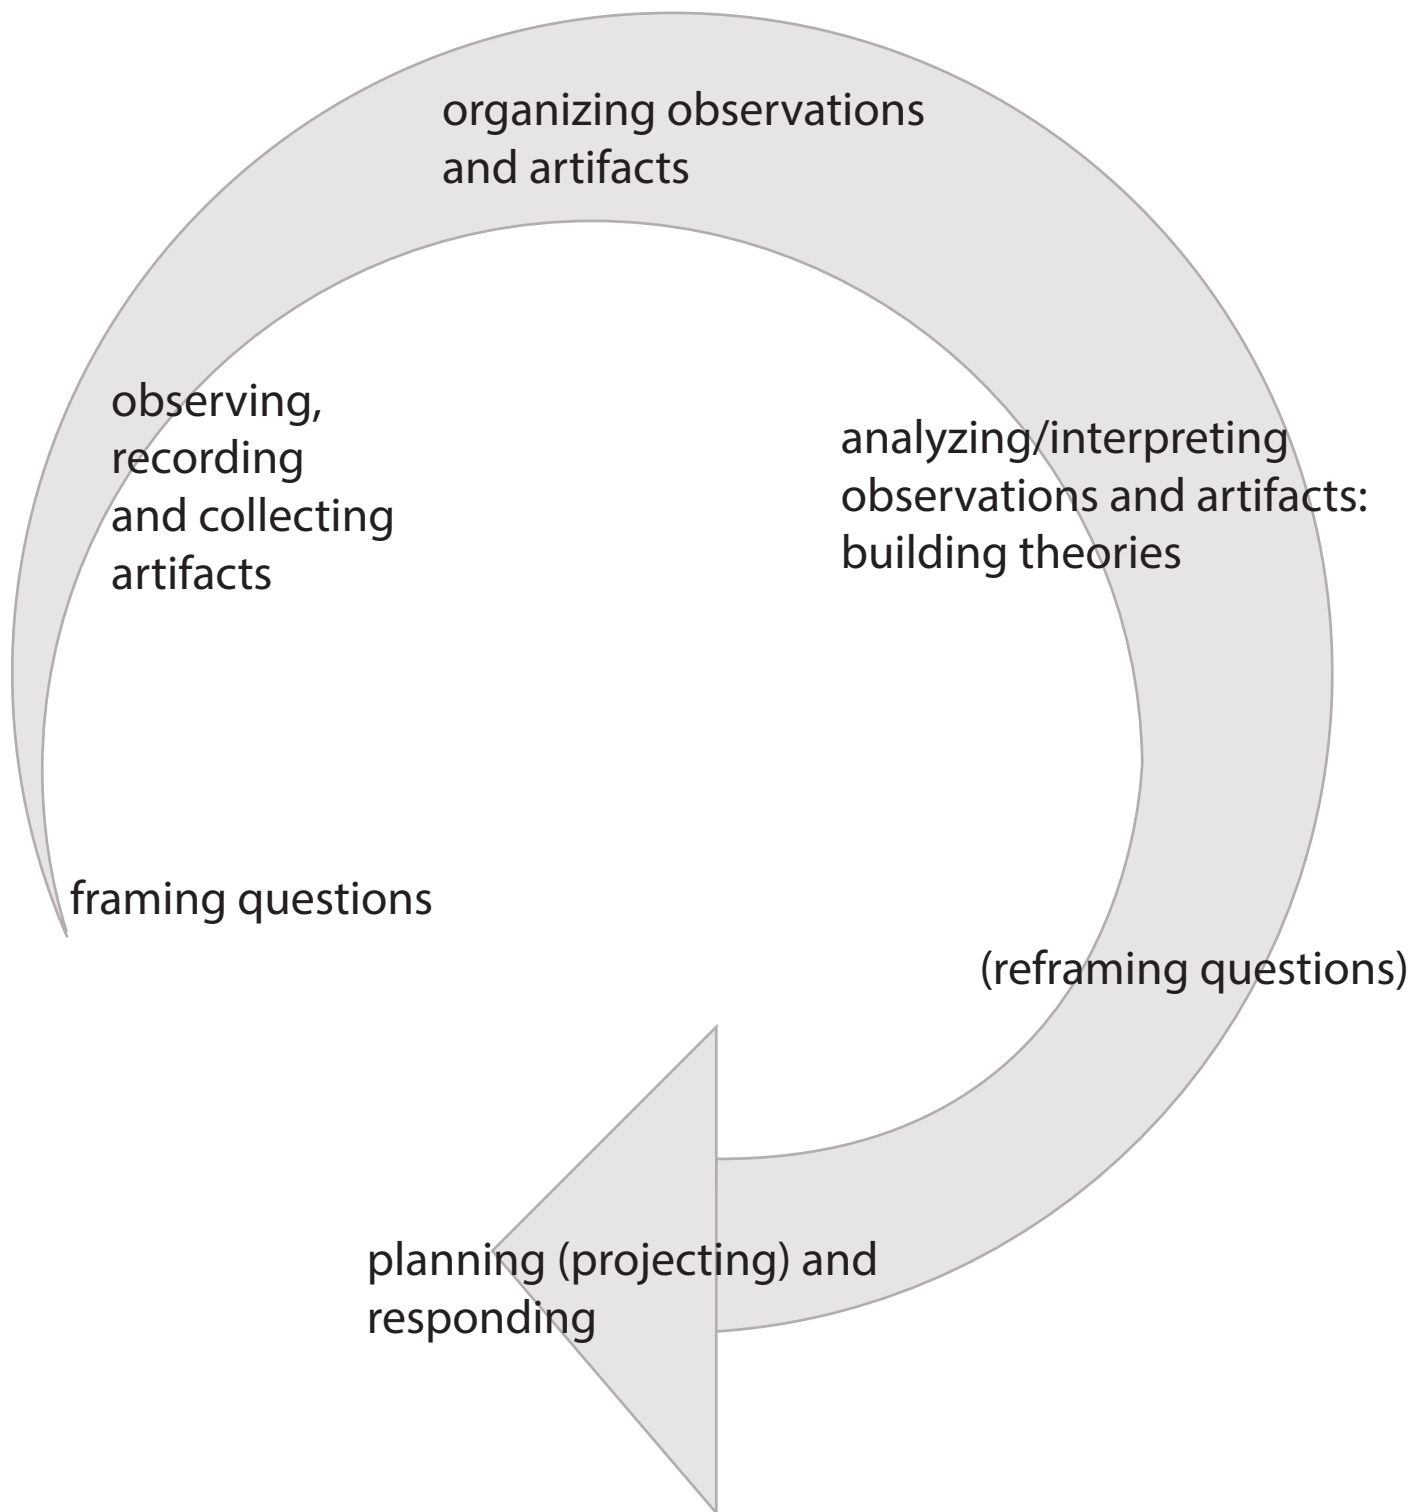 organizing observations
and artifacts
observing,
recording
and collecting
artifacts
analyzing/interpreting
observations and artifacts:
building theories
framing questions
(reframing questions)
planning (projecting) and
responding